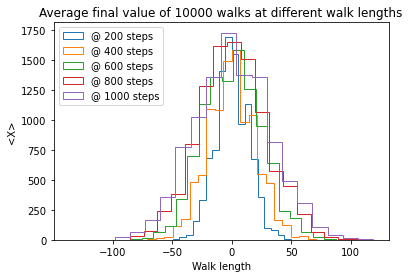 Average final value of 10000 walks at different walk lengths
1750
1500
1250
1000
750
500
250
0
<X>
@ 200 steps
@ 400 steps
@ 600 steps
@ 800 steps
@ 1000 steps
−100
−50
0
50
100
Walk length